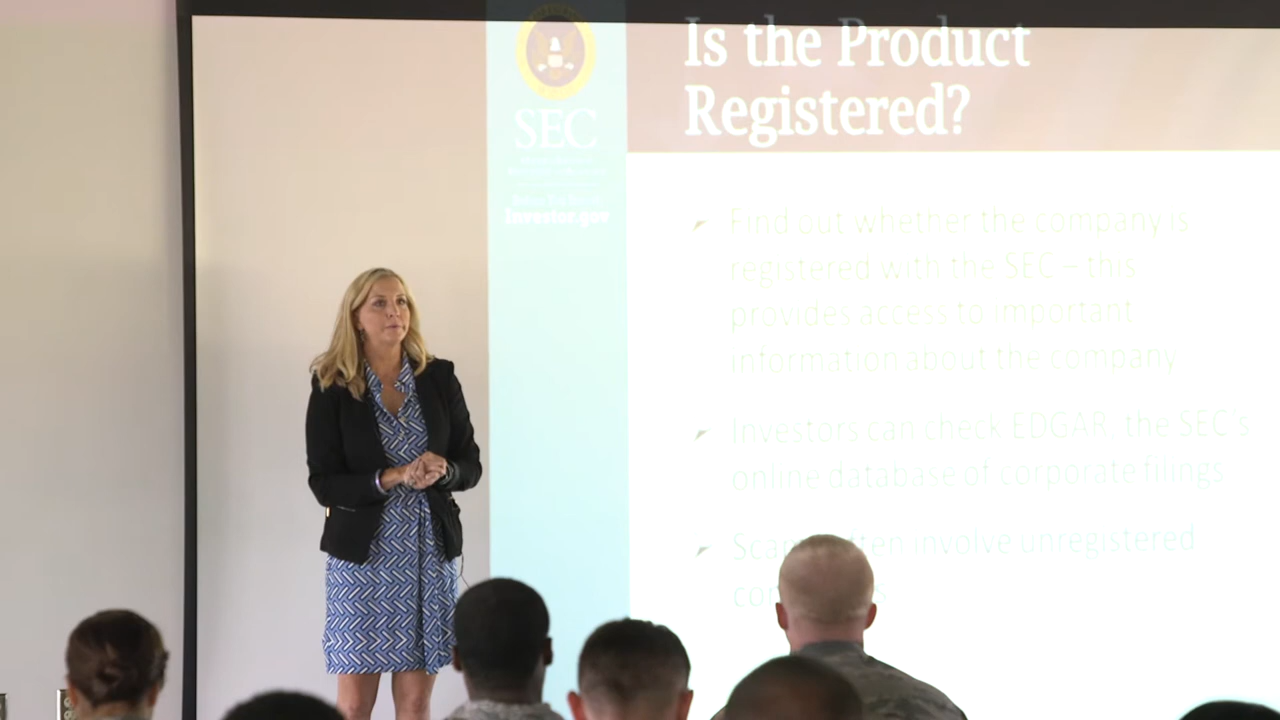 SEC
Investor.gov
Is the Product
Registered?
Find out whether the company is
registered with the SEC – this
provides access to important
information about the company
Investors can check EDGAR, the SEC's
online database of corporate filings
Scams often involve unregistered